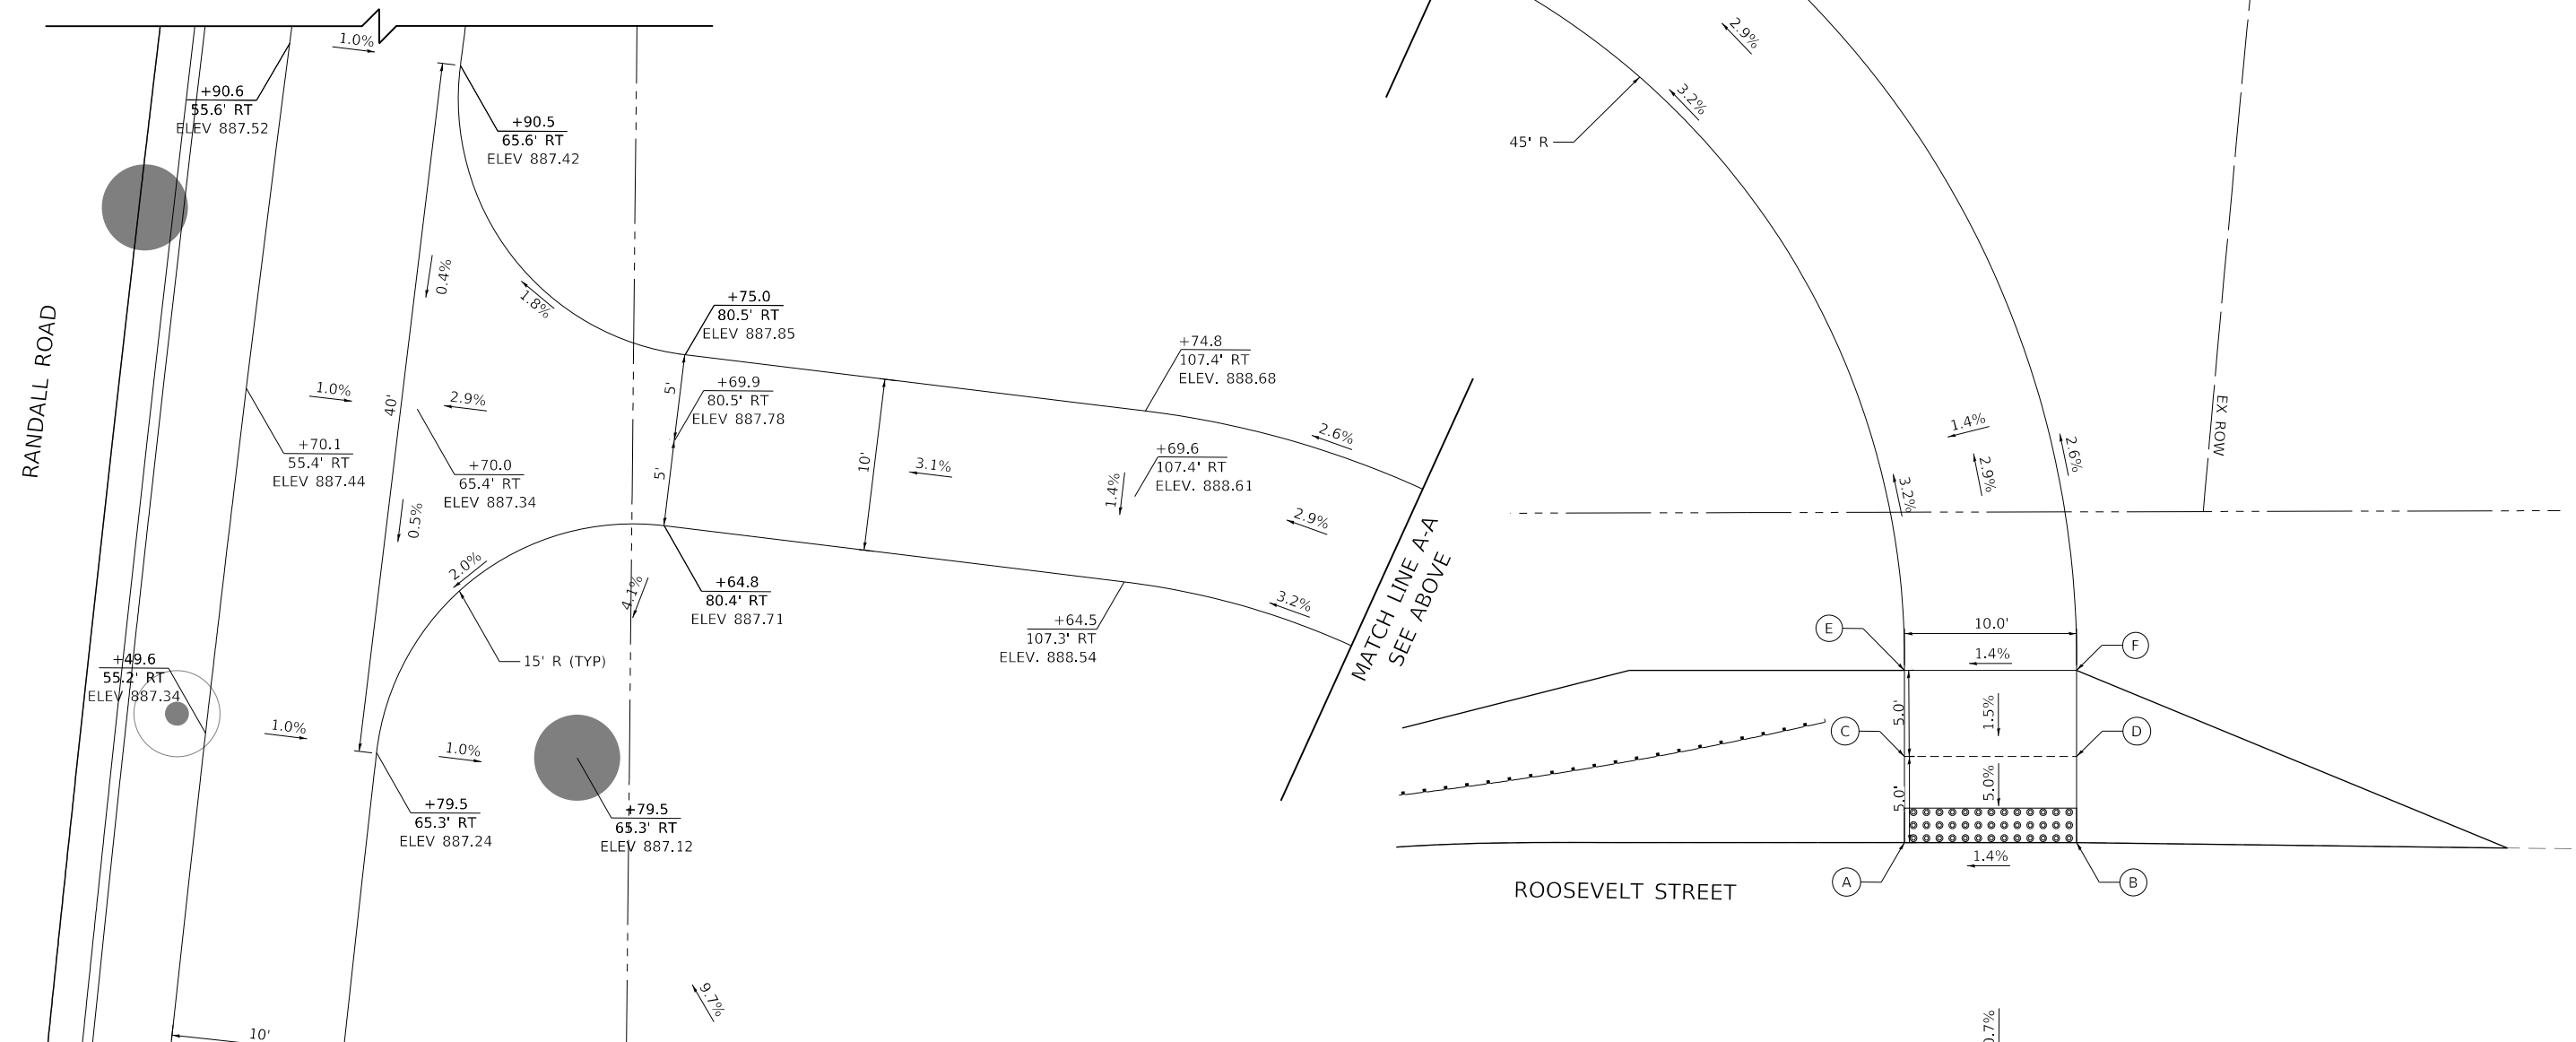 1.0%
+90.6
55.6' RT
ELEV 887.52
+90.5
65.6' RT
ELEV 887.42
0.4%
1.8%
RANDALL ROAD
+75.0
80.5' RT
ELEV 887.85
+69.9
80.5' RT
ELEV 887.78
5'
5'
1.0%
40'
2.9%
+70.1
55.4' RT
ELEV 887.44
+70.0
65.4' RT
ELEV 887.34
0.5%
10'
3.1%
+74.8
107.4' RT
ELEV. 888.68
+69.6
107.4' RT
ELEV. 888.61
1.4%
2.6%
2.9%
3.2%
2.0%
4.1%
+64.8
80.4' RT
ELEV 887.71
+64.5
107.3' RT
ELEV. 888.54
15' R (TYP)
+49.6
55.2' RT
ELEV 887.34
1.0%
1.0%
+79.5
65.3' RT
ELEV 887.24
+79.5
65.3' RT
ELEV 887.12
9.7%
10'
MATCH LINE A-A
SEE ABOVE
2.9%
3.2%
45' R
EX ROW
1.4%
2.9%
2.6%
3.2%
E
10.0'
F
1.4%
5.0'
1.5%
C
D
5.0'
5.0%
1.4%
A
B
ROOSEVELT STREET
0.7%